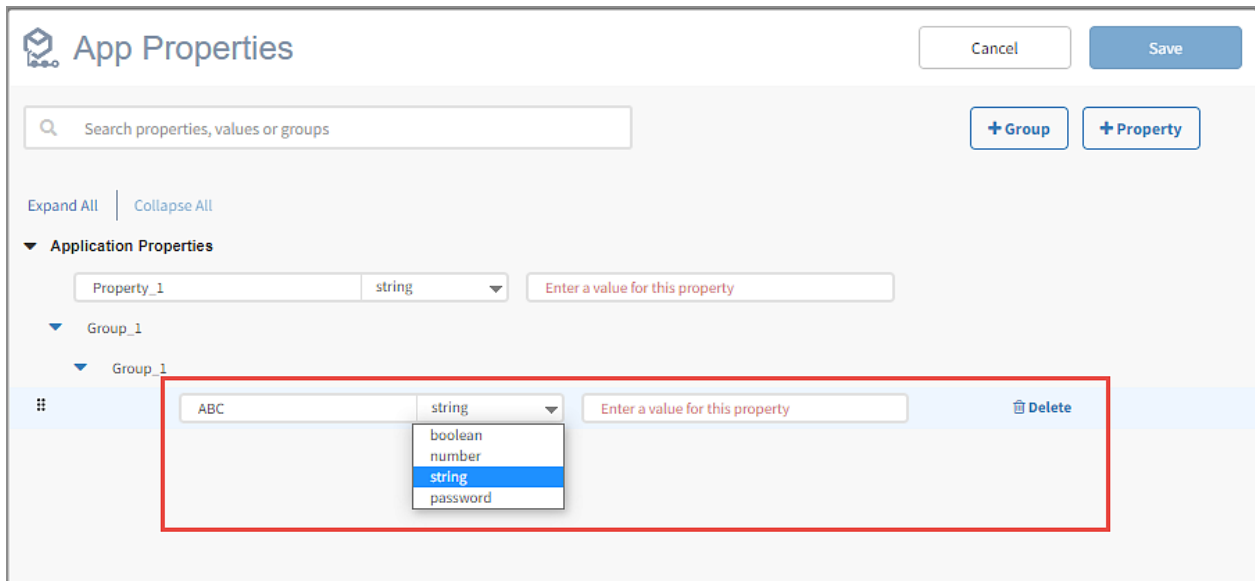 App Properties
Cancel
Save
Search properties, values or groups
+ Group
+ Property
Expand All
Collapse All
Application Properties
Property_1 string Enter a value for this property
Group_1
Group_1
ABC string Enter a value for this property Delete
boolean
number
string
password